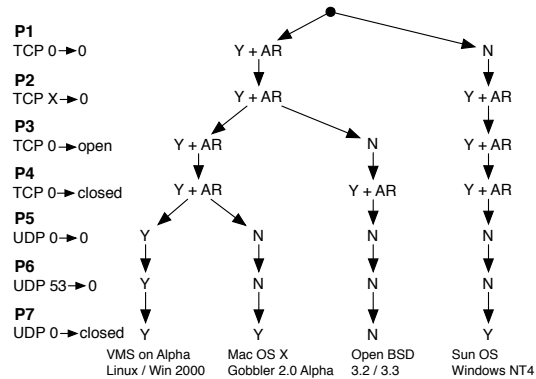 P1
TCP 0→0 Y + AR N
P2
TCP X→0 Y + AR Y + AR
P3
TCP 0→open Y + AR N Y + AR
P4
TCP 0→closed Y + AR Y + AR Y + AR
P5
UDP 0→0 Y N N N
P6
UDP 53→0 Y N N N
P7
UDP 0→closed Y Y N Y
VMS on Alpha Mac OS X Open BSD Sun OS
Linux / Win 2000 Gobbler 2.0 Alpha 3.2 / 3.3 Windows NT4